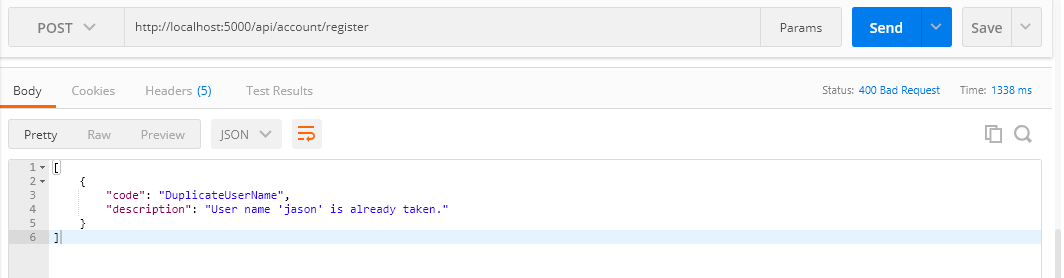 POST http://localhost:5000/api/account/register Params Send Save
Body Cookies Headers (5) Test Results Status: 400 Bad Request Time: 1338 ms
Pretty Raw Preview JSON
1 [
2 {
3 "code": "DuplicateUserName",
4 "description": "User name 'jason' is already taken."
5 }
6 ]